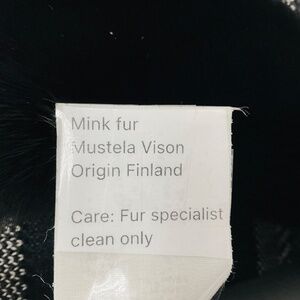 Mink fur
Mustela Vison
Origin Finland
Care: Fur specialist
clean only